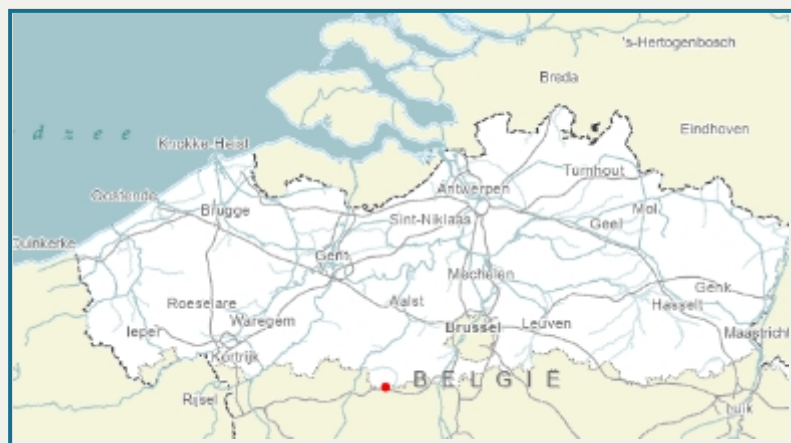 's-Hertogenbosch
Breda
Eindhoven
dzee
Knokke-Heist
Turnhout
Antwerpen
Oostende
Mol
Brugge
Sint-Niklaas
Geel
Duinkerke
Gent
Mechelen
Genk
Roeselare
Aalst
Hasselt
Waregem
Brussel
Leuven
Ieper
Maastricht
Kortrijk
BELGIË
Rijsel
Luik